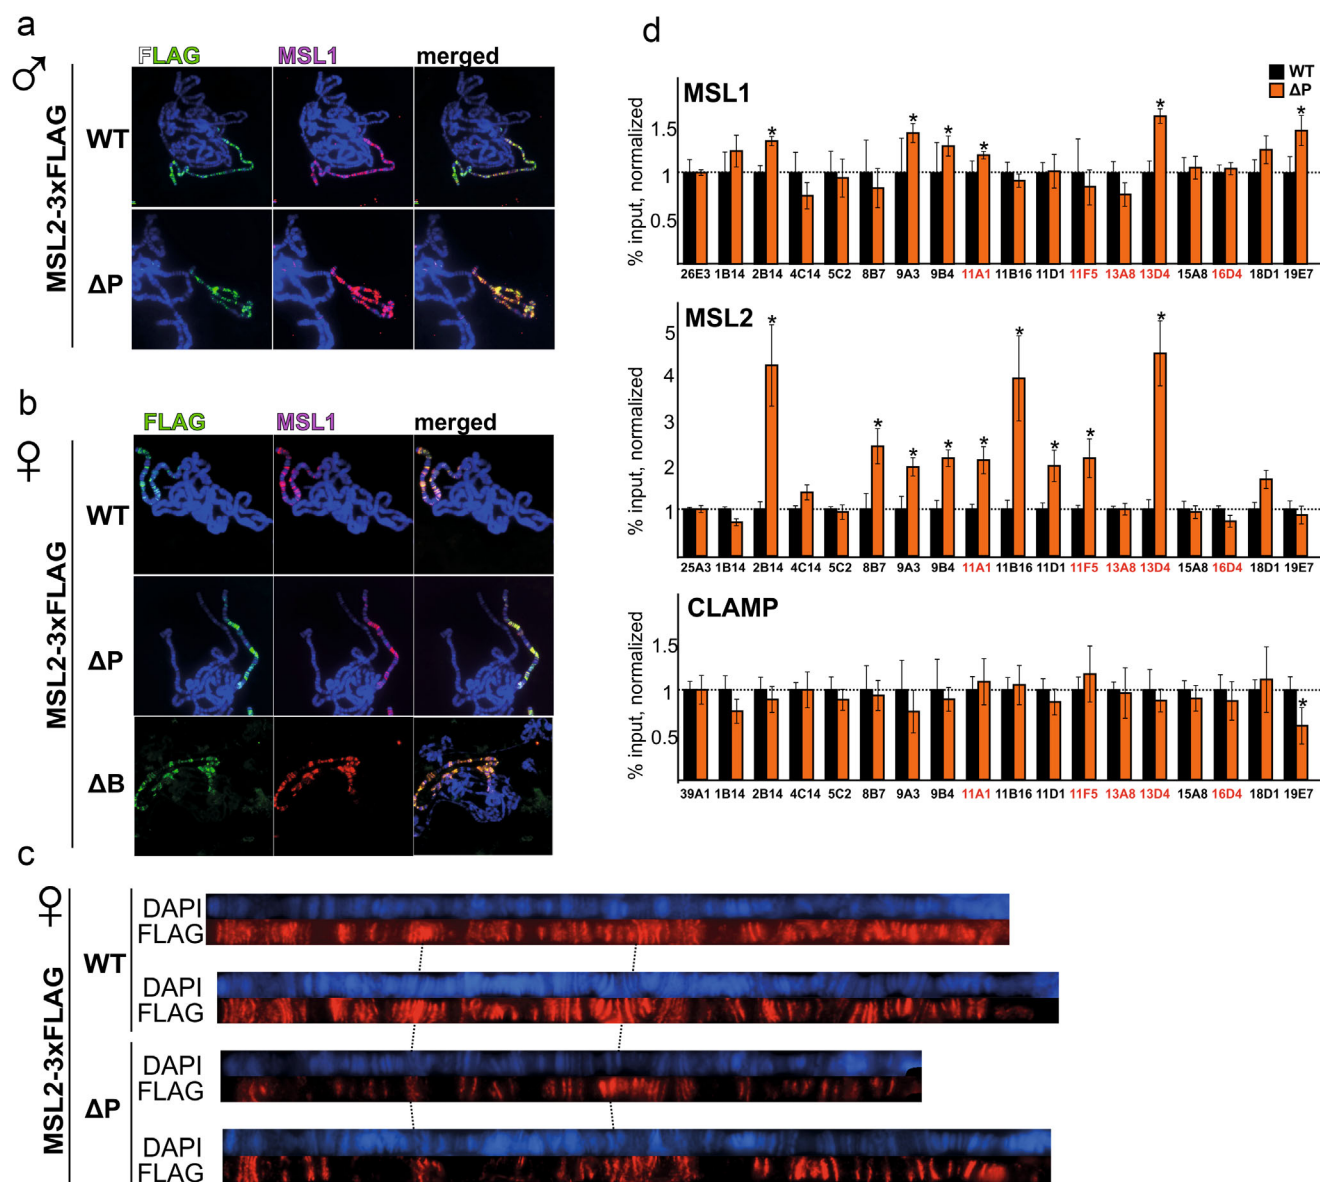 a
♂
MSL2-3xFLAG
FLAG
MSL1
merged
WT
ΔP
b
♀
MSL2-3xFLAG
FLAG
MSL1
merged
WT
ΔP
ΔB
c
♀
MSL2-3xFLAG
WT
DAPI
FLAG
DAPI
FLAG
ΔP
DAPI
FLAG
DAPI
FLAG
d
WT
ΔP
MSL1
% input, normalized
1.5
1
0.5
* * * * * *
26E3 1B14 2B14 4C14 5C2 8B7 9A3 9B4 11A1 11B16 11D1 11F5 13A8 13D4 15A8 16D4 18D1 19E7
MSL2
% input, normalized
5
4
3
2
1
* * * * * * * * *
25A3 1B14 2B14 4C14 5C2 8B7 9A3 9B4 11A1 11B16 11D1 11F5 13A8 13D4 15A8 16D4 18D1 19E7
CLAMP
% input, normalized
1.5
1
0.5
*
39A1 1B14 2B14 4C14 5C2 8B7 9A3 9B4 11A1 11B16 11D1 11F5 13A8 13D4 15A8 16D4 18D1 19E7